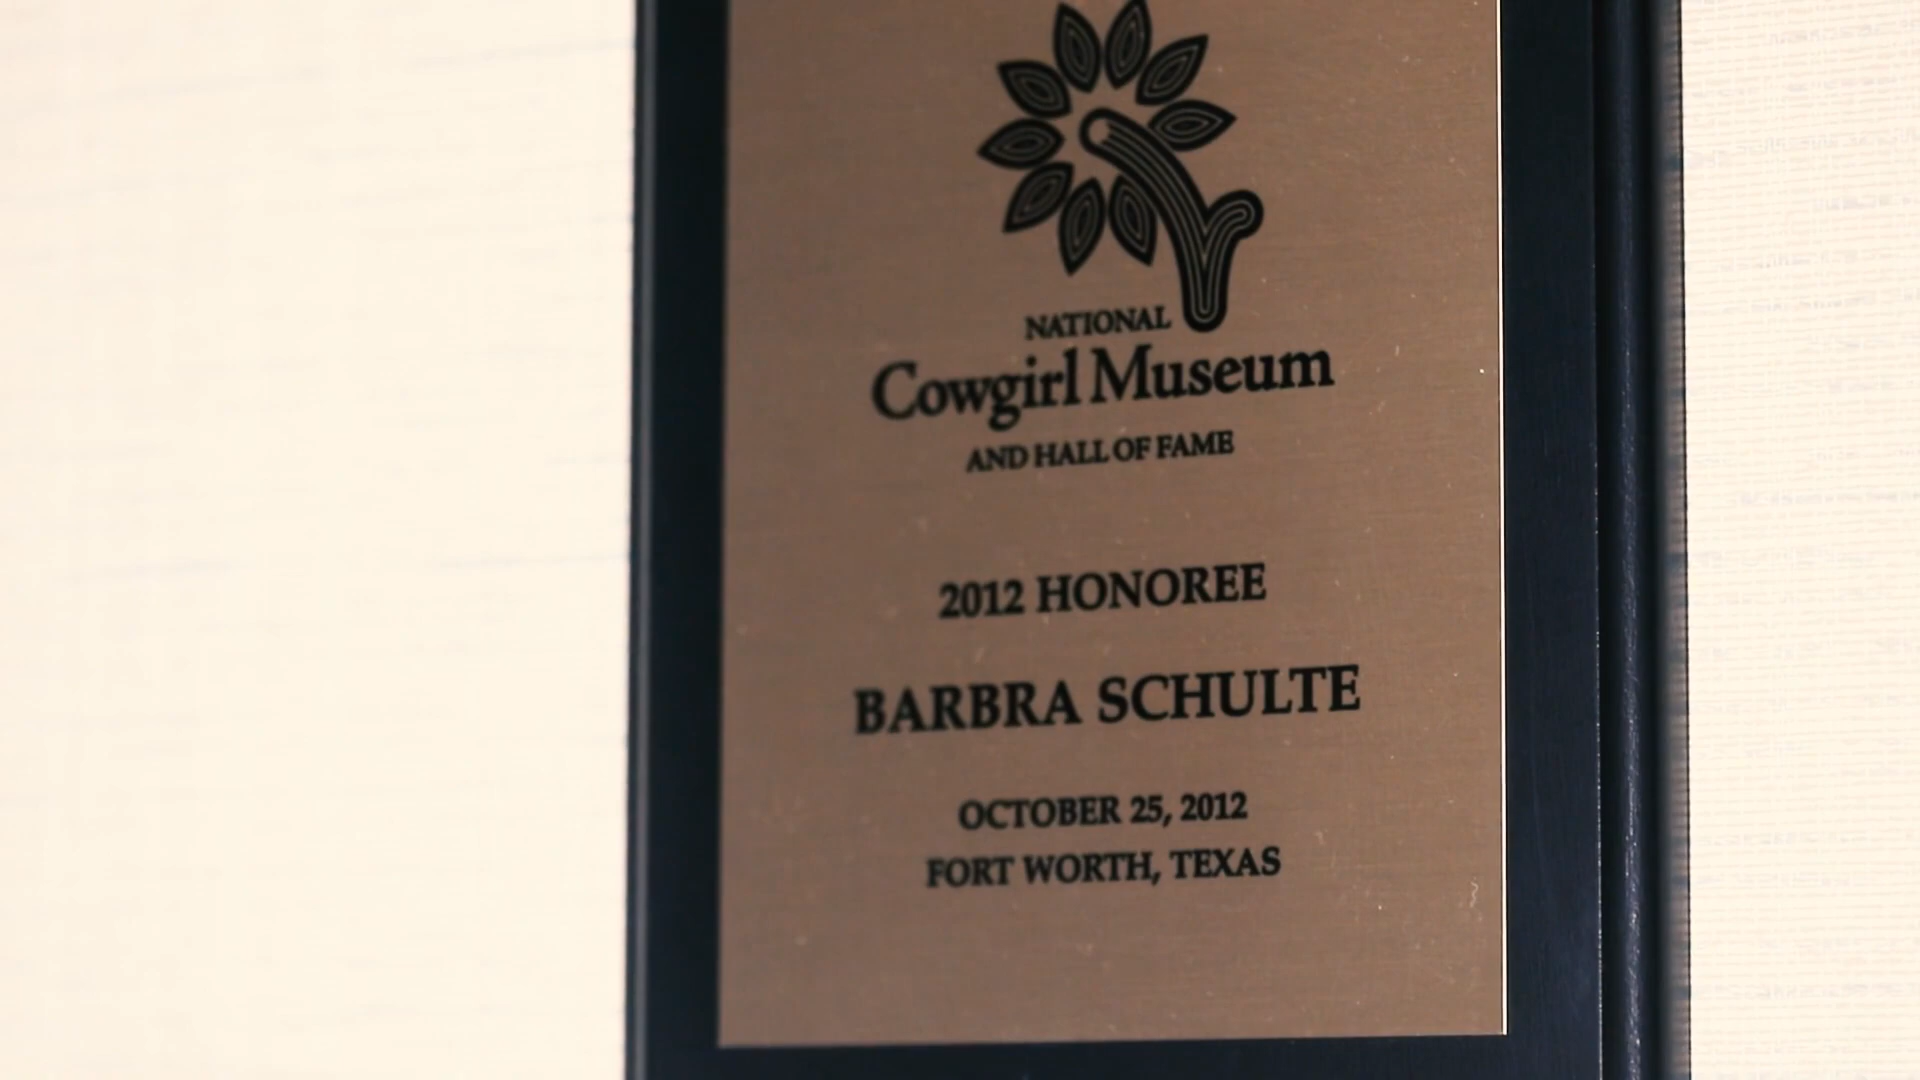 NATIONAL
Cowgirl Museum
AND HALL OF FAME
2012 HONOREE
BARBRA SCHULTE
OCTOBER 25, 2012
FORT WORTH, TEXAS